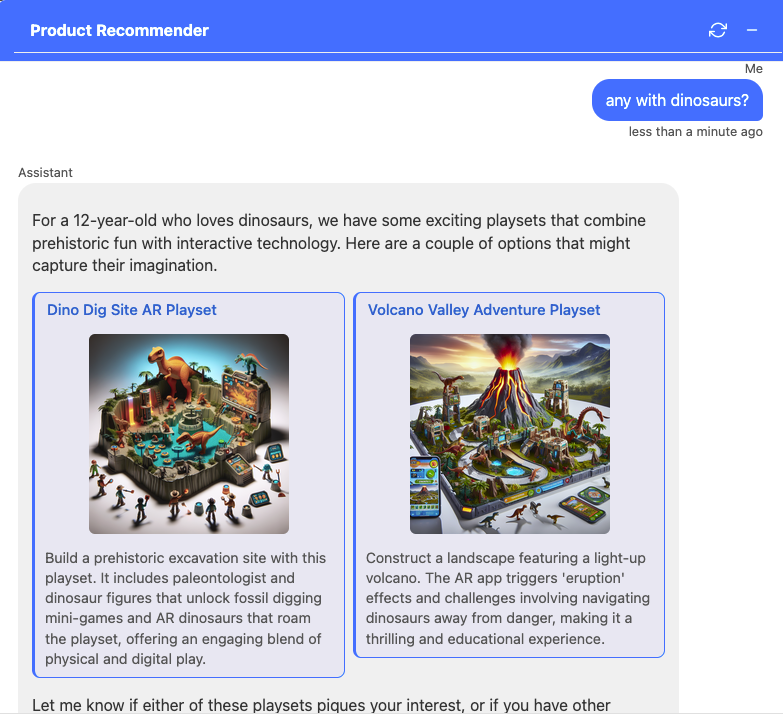 Product Recommender
Me
any with dinosaurs?
less than a minute ago
Assistant
For a 12-year-old who loves dinosaurs, we have some exciting playsets that combine
prehistoric fun with interactive technology. Here are a couple of options that might
capture their imagination.
Dino Dig Site AR Playset
Build a prehistoric excavation site with this
playset. It includes paleontologist and
dinosaur figures that unlock fossil digging
mini-games and AR dinosaurs that roam
the playset, offering an engaging blend of
physical and digital play.
Volcano Valley Adventure Playset
Construct a landscape featuring a light-up
volcano. The AR app triggers 'eruption'
effects and challenges involving navigating
dinosaurs away from danger, making it a
thrilling and educational experience.
Let me know if either of these playsets piques your interest, or if you have other